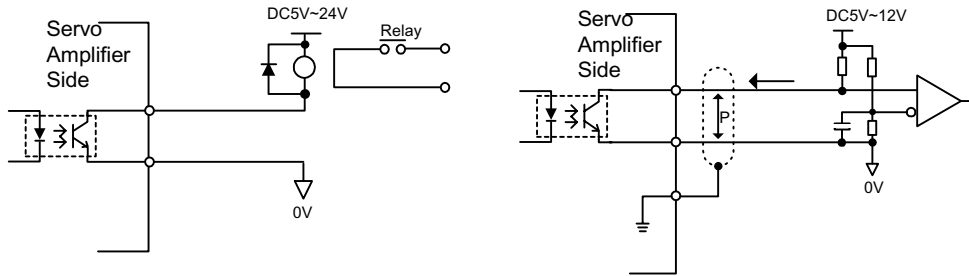 DC5V~24V
Servo
Amplifier
Side
Relay
0V
DC5V~12V
Servo
Amplifier
Side
P
0V